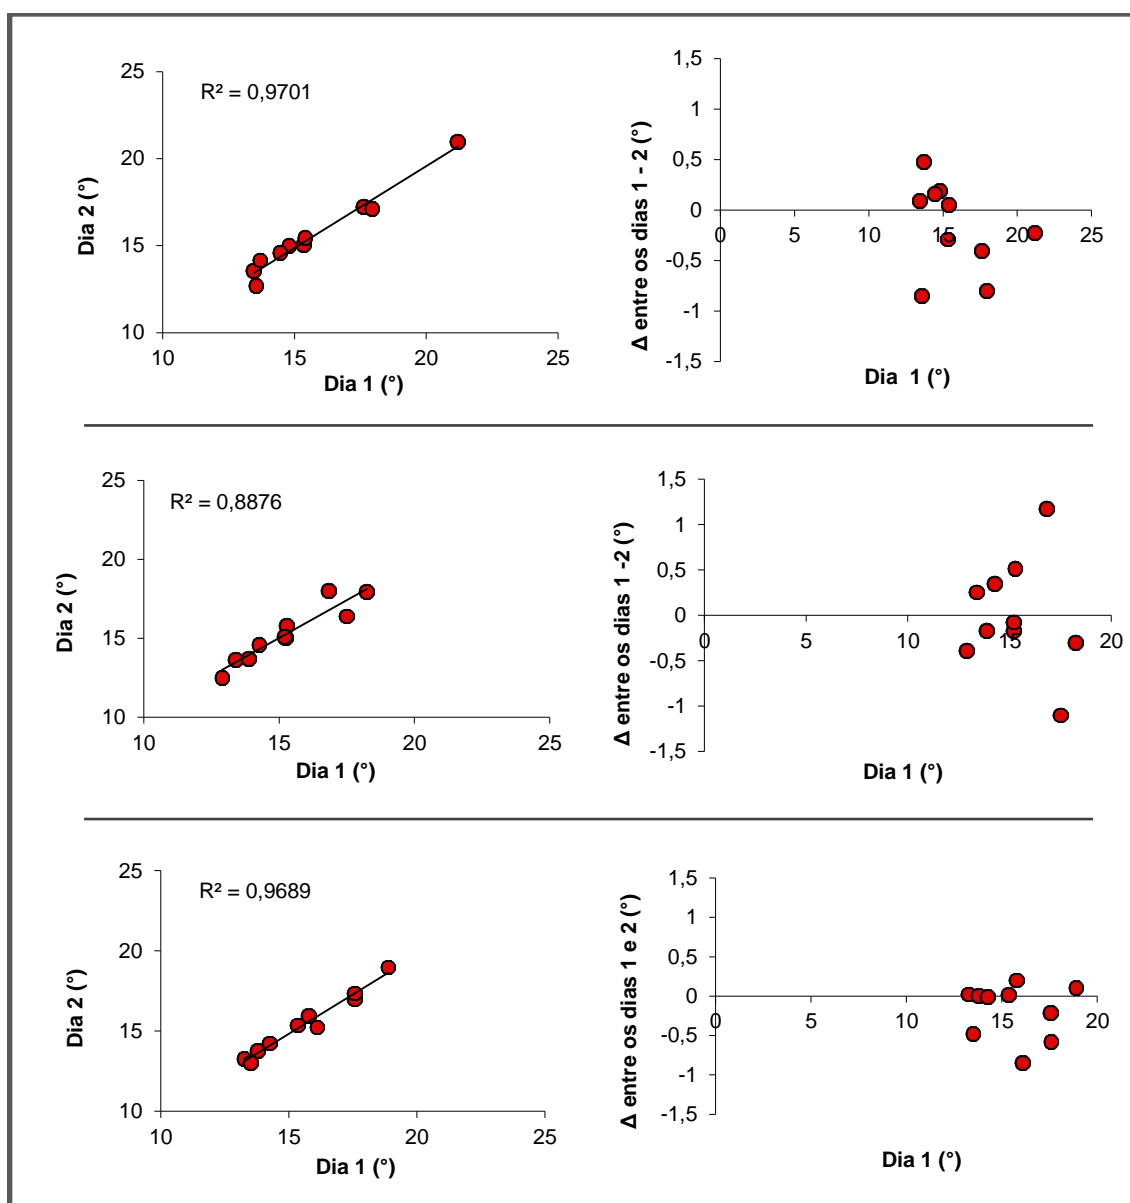 R² = 0,9701
Dia 2 (°)
25
20
15
10
10 15 20 25
Dia 1 (°)
Δ entre os dias 1 - 2 (°)
1,5
1
0,5
0
-0,5
-1
-1,5
0 5 10 15 20 25
Dia 1 (°)
R² = 0,8876
Dia 2 (°)
25
20
15
10
10 15 20 25
Dia 1 (°)
Δ entre os dias 1 -2 (°)
1,5
1
0,5
0
-0,5
-1
-1,5
0 5 10 15 20
Dia 1 (°)
R² = 0,9689
Dia 2 (°)
25
20
15
10
10 15 20 25
Dia 1 (°)
Δ entre os dias 1 e 2 (°)
1,5
1
0,5
0
-0,5
-1
-1,5
0 5 10 15 20
Dia 1 (°)